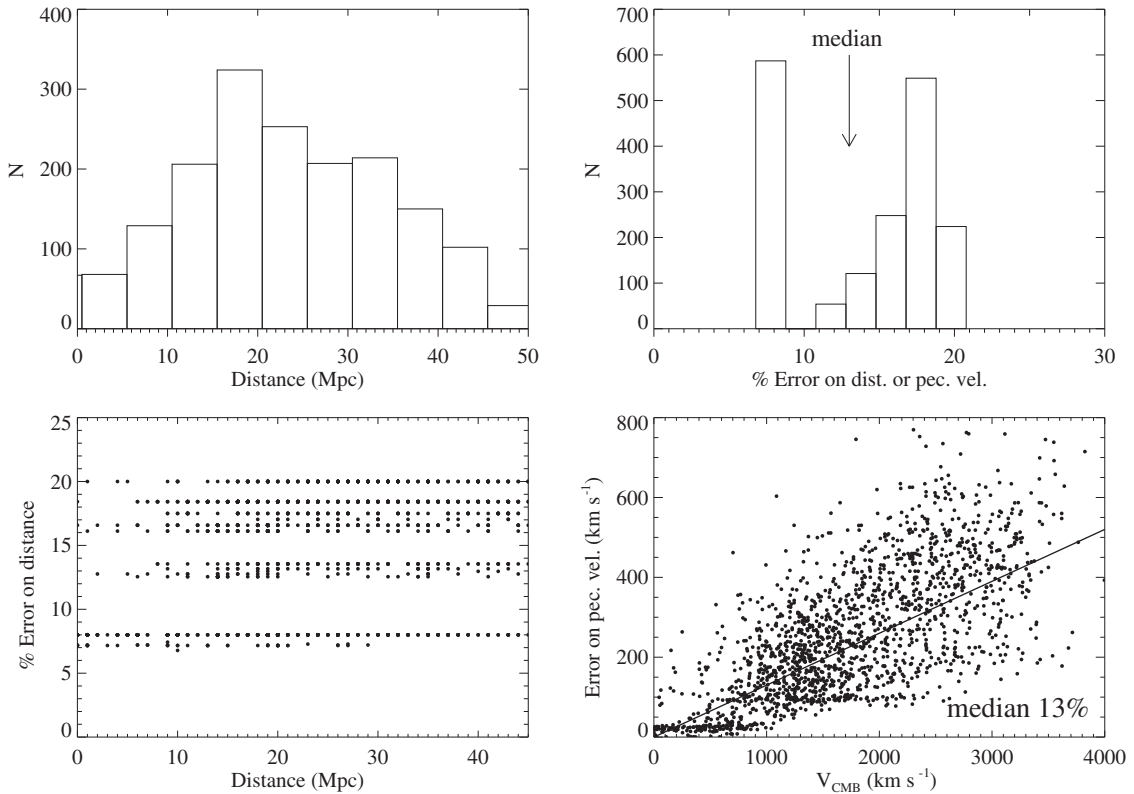 400
300
200
100
0
N
0 10 20 30 40 50
Distance (Mpc)
700
600
500
400
300
200
100
0
N
median
0 10 20 30
% Error on dist. or pec. vel.
25
20
15
10
5
0
% Error on distance
0 10 20 30 40
Distance (Mpc)
800
600
400
200
0
Error on pec. vel. (km s⁻¹)
median 13%
0 1000 2000 3000 4000
V_CMB (km s⁻¹)